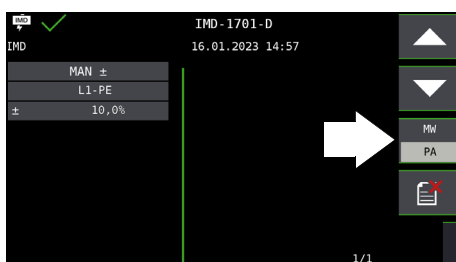 IMD
IMD-1701-D
IMD
16.01.2023 14:57
MAN ±
L1-PE
± 10,0%
MW
PA
1/1